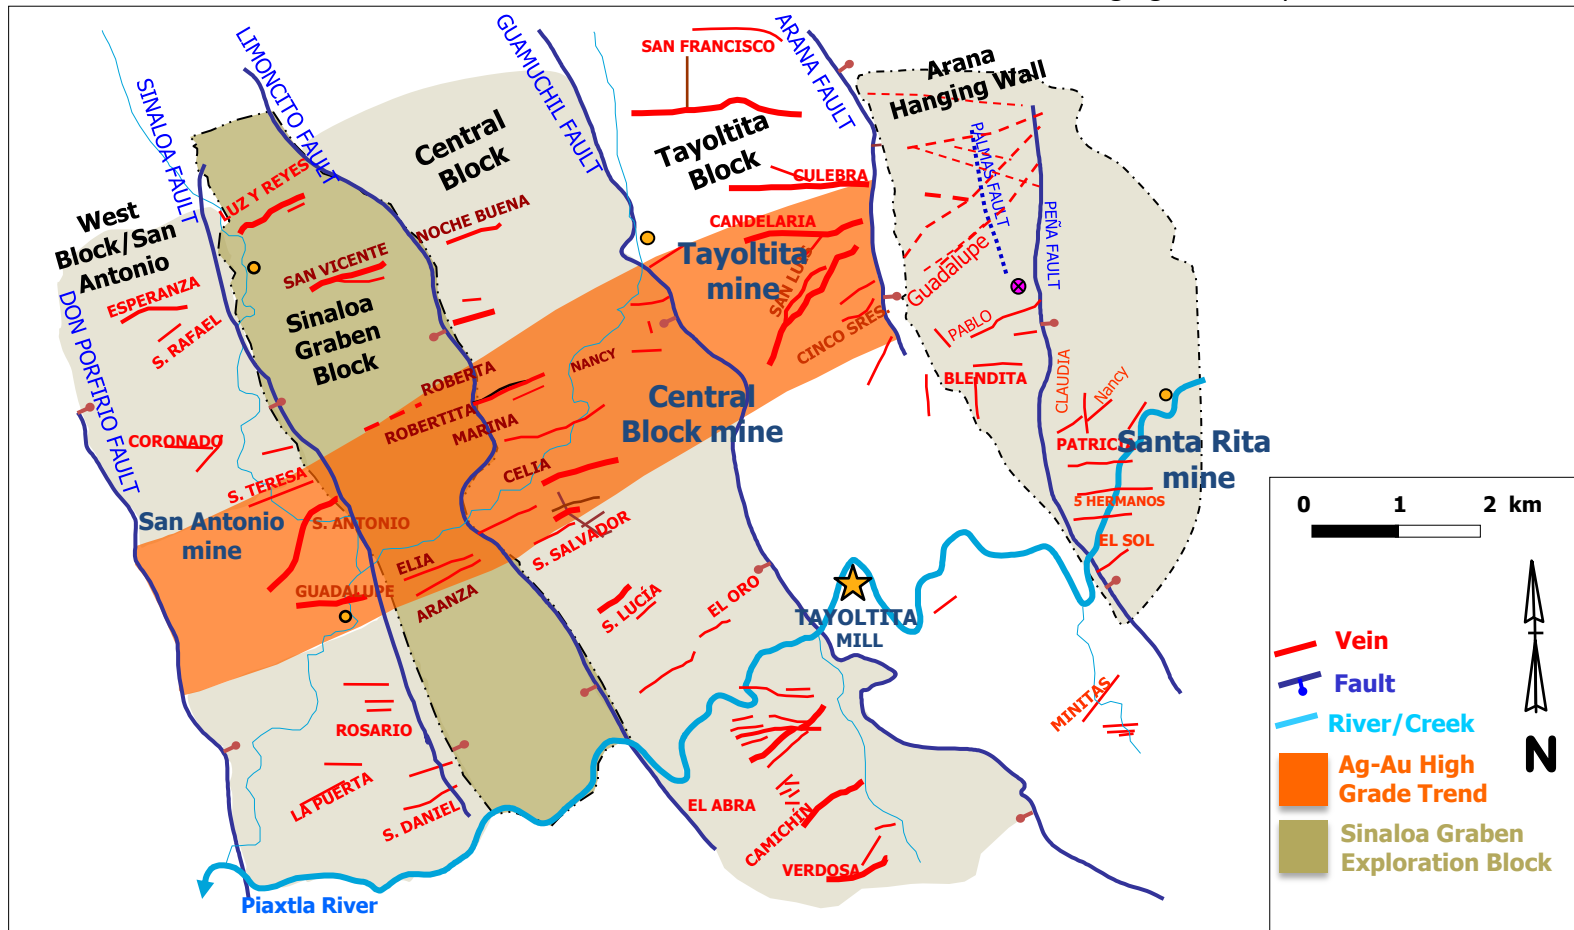 SAN FRANCISCO
ARANA FAULT
GUAMUCHIL FAULT
LIMONCITO FAULT
SINALOA FAULT
Arana
Hanging Wall
Central
Block
Tayoltita
Block
PALMAS FAULT
PEÑA FAULT
CULEBRA
LUZ Y REYES
NOCHE BUENA
CANDELARIA
West
Block/San
Antonio
SAN VICENTE
Tayoltita
mine
SAN LUIS
Guadalupe
ESPERANZA
S. RAFAEL
DON PORFIRIO FAULT
Sinaloa
Graben
Block
CINCO SRES.
PABLO
ROBERTA
NANCY
BLENDITA
CLAUDIA
Nancy
ROBERTITA
MARINA
Central
Block mine
CORONADO
PATRICIA
Santa Rita
mine
CELIA
S. TERESA
5 HERMANOS
San Antonio
mine
S. ANTONIO
S. SALVADOR
EL SOL
ELIA
GUADALUPE
ARANZA
S. LUCÍA
EL ORO
TAYOLTITA
MILL
MINITAS
ROSARIO
LA PUERTA
S. DANIEL
EL ABRA
CAMICHÍN
VERDOSA
Piaxtla River
0 1 2 km
Vein
Fault
River/Creek
Ag-Au High
Grade Trend
Sinaloa Graben
Exploration Block
N